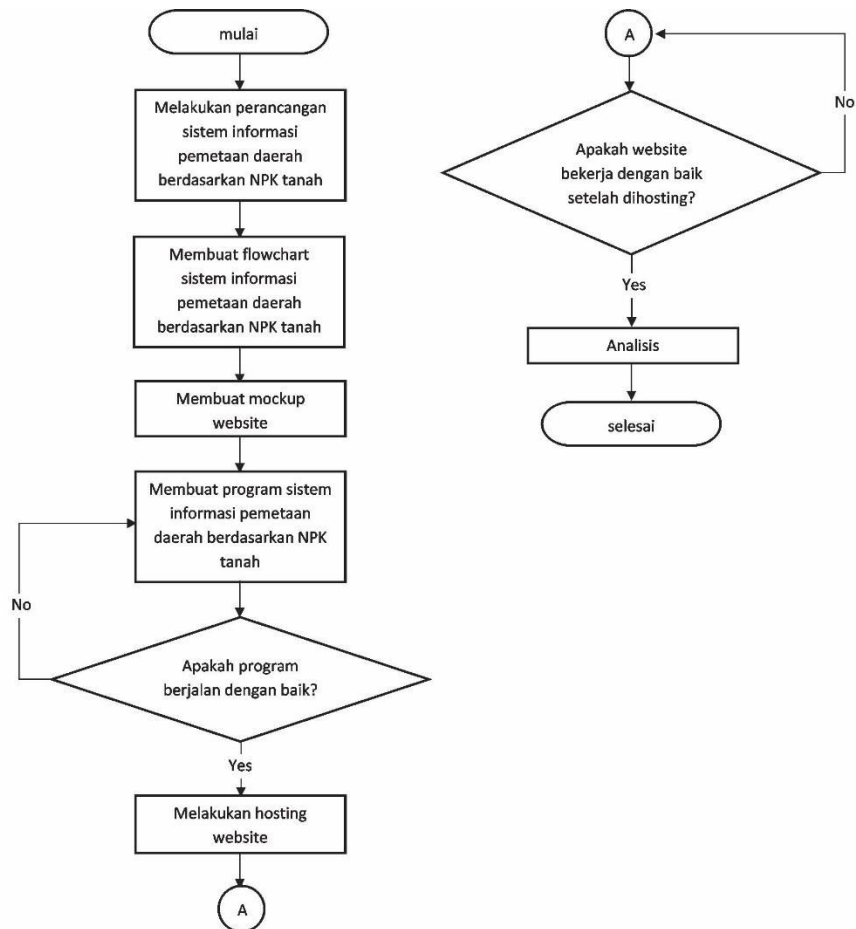 mulai
Melakukan perancangan
sistem informasi
pemetaan daerah
berdasarkan NPK tanah
Membuat flowchart
sistem informasi
pemetaan daerah
berdasarkan NPK tanah
Membuat mockup
website
Membuat program sistem
informasi pemetaan
daerah berdasarkan NPK
tanah
No
Apakah program
berjalan dengan baik?
Yes
Melakukan hosting
website
A
A
No
Apakah website
bekerja dengan baik
setelah dihosting?
Yes
Analisis
selesai